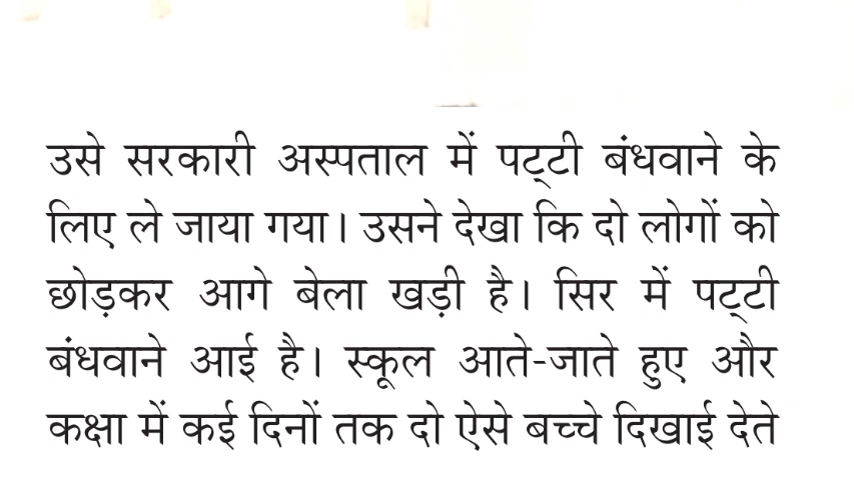 उसे सरकारी अस्पताल में पट्‌टी बंधवाने के
लिए ले जाया गया। उसने देखा कि दो लोगों को
छोड़कर आगे बेला खड़ी है। सिर में पट्‌टी
बंधवाने आई है। स्कूल आते-जाते हुए और
कक्षा में कई दिनों तक दो ऐसे बच्चे दिखाई देते